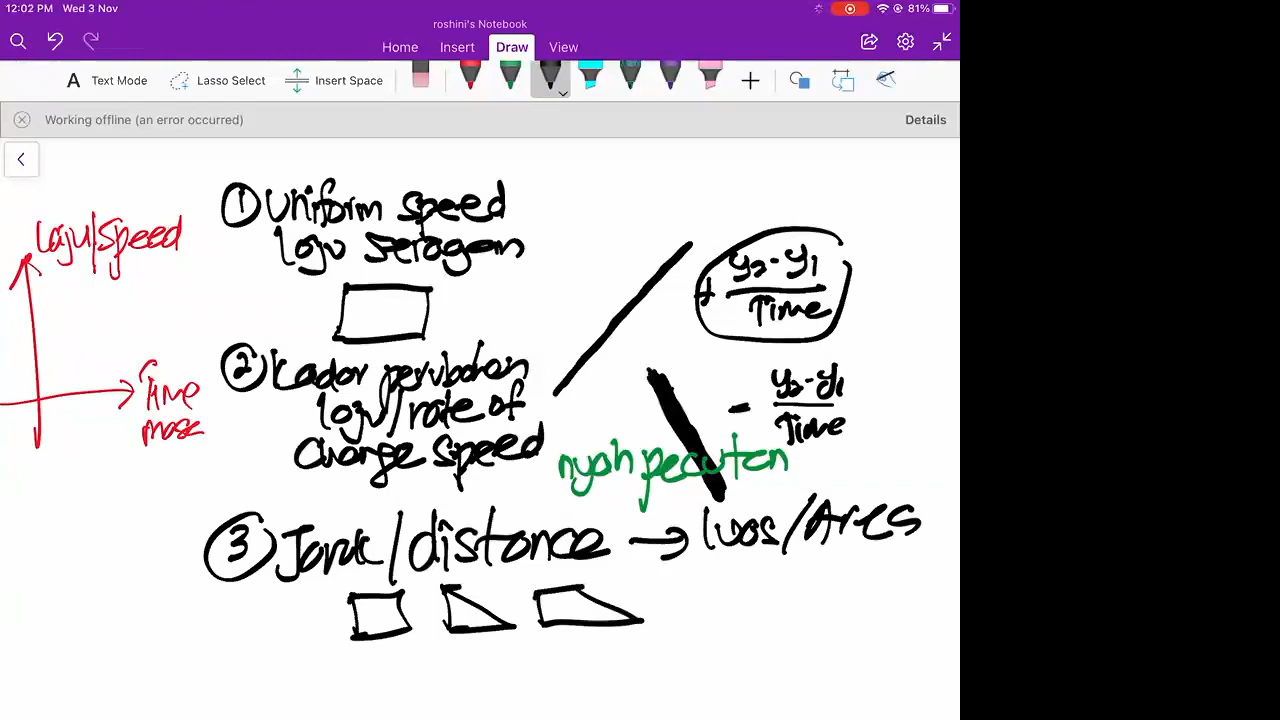 12:02 PM Wed 3 Nov
81%
roshini's Notebook
Home Insert Draw View
A Text Mode Lasso Select Insert Space
Working offline (an error occurred) Details
Laju/Speed
Time
masa
① Uniform speed
laju seragam
② Kadar perubahan
laju/rate of
change speed
+ y₂-y₁
Time
- y₂-y₁
Time
nyah pecutan
③ Jarak/distance → luas/Area